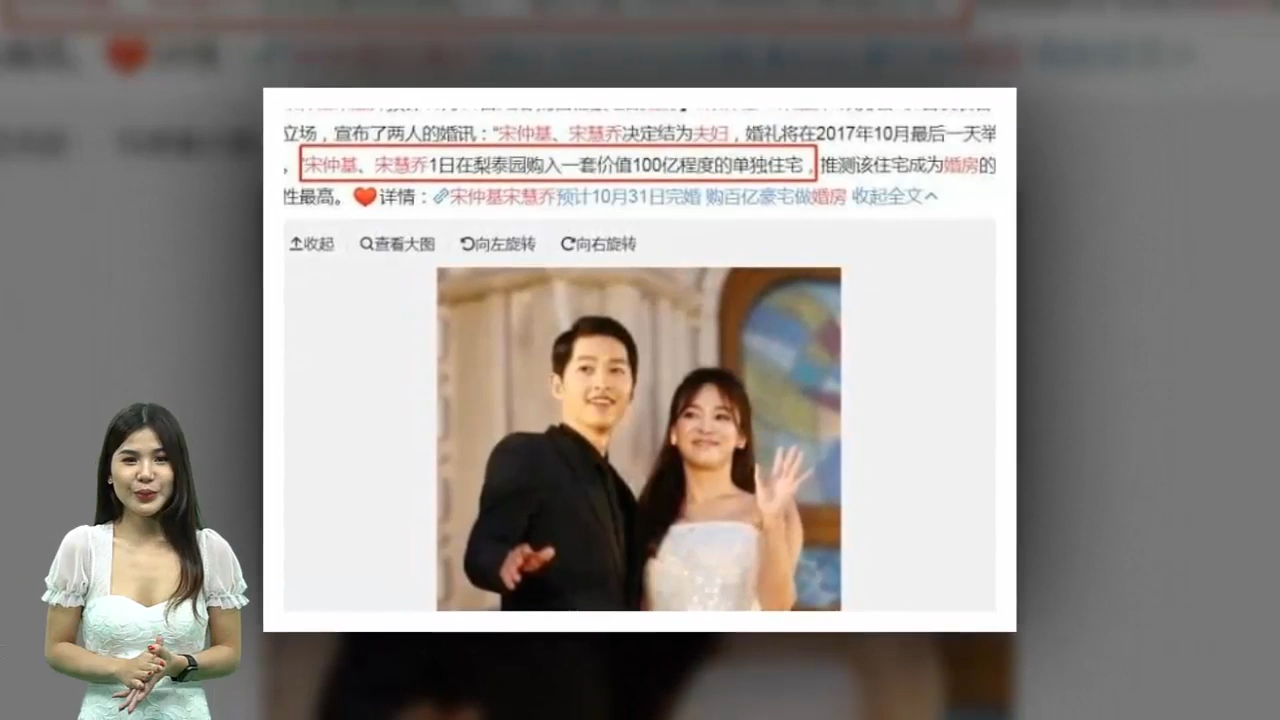 立场，宣布了两人的婚讯："宋仲基、宋慧乔决定结为夫妇，婚礼将在2017年10月最后一天举
，"宋仲基、宋慧乔1日在梨泰园购入一套价值100亿程度的单独住宅，推测该住宅成为婚房的
性最高。❤详情：宋仲基宋慧乔预计10月31日完婚 购百亿豪宅做婚房 收起全文
收起 查看大图 向左旋转 向右旋转